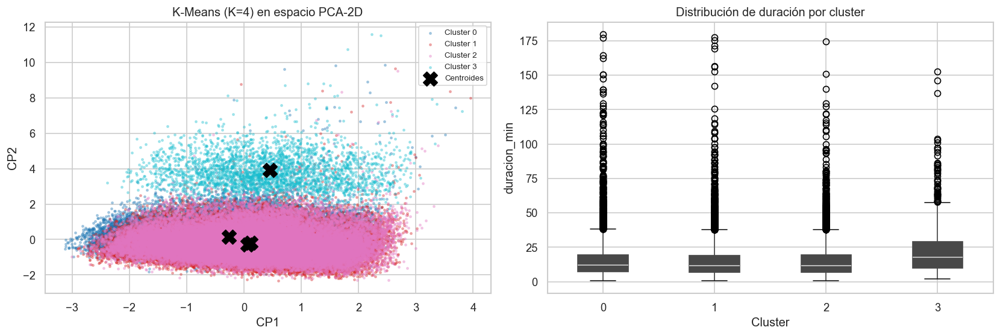 K-Means (K=4) en espacio PCA-2D
12
10
8
6
4
2
0
−2
CP2
−3
−2
−1
0
1
2
3
4
CP1
Cluster 0
Cluster 1
Cluster 2
Cluster 3
Centroides
Distribución de duración por cluster
175
150
125
100
75
50
25
0
duracion_min
0
1
2
3
Cluster